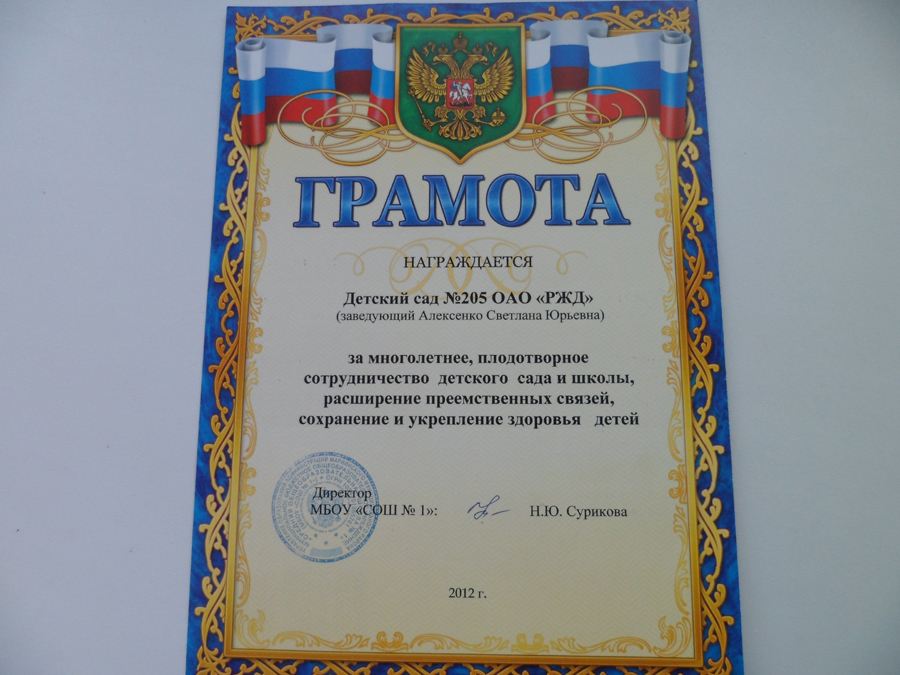 ГРАМОТА
НАГРАЖДАЕТСЯ
Детский сад №205 ОАО «РЖД»
(заведующий Алексенко Светлана Юрьевна)
за многолетнее, плодотворное
сотрудничество детского сада и школы,
расширение преемственных связей,
сохранение и укрепление здоровья детей
Директор
МБОУ «СОШ № 1»:
Н.Ю. Сурикова
2012 г.